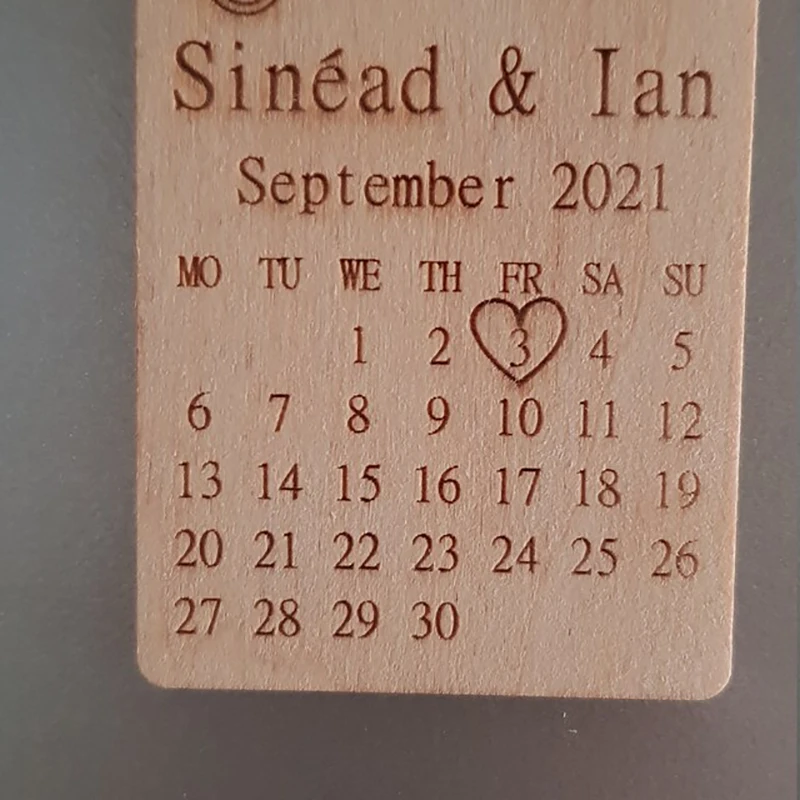 Sinéad & Ian
September 2021
MO TU WE TH FR SA SU
1 2 3 4 5
6 7 8 9 10 11 12
13 14 15 16 17 18 19
20 21 22 23 24 25 26
27 28 29 30